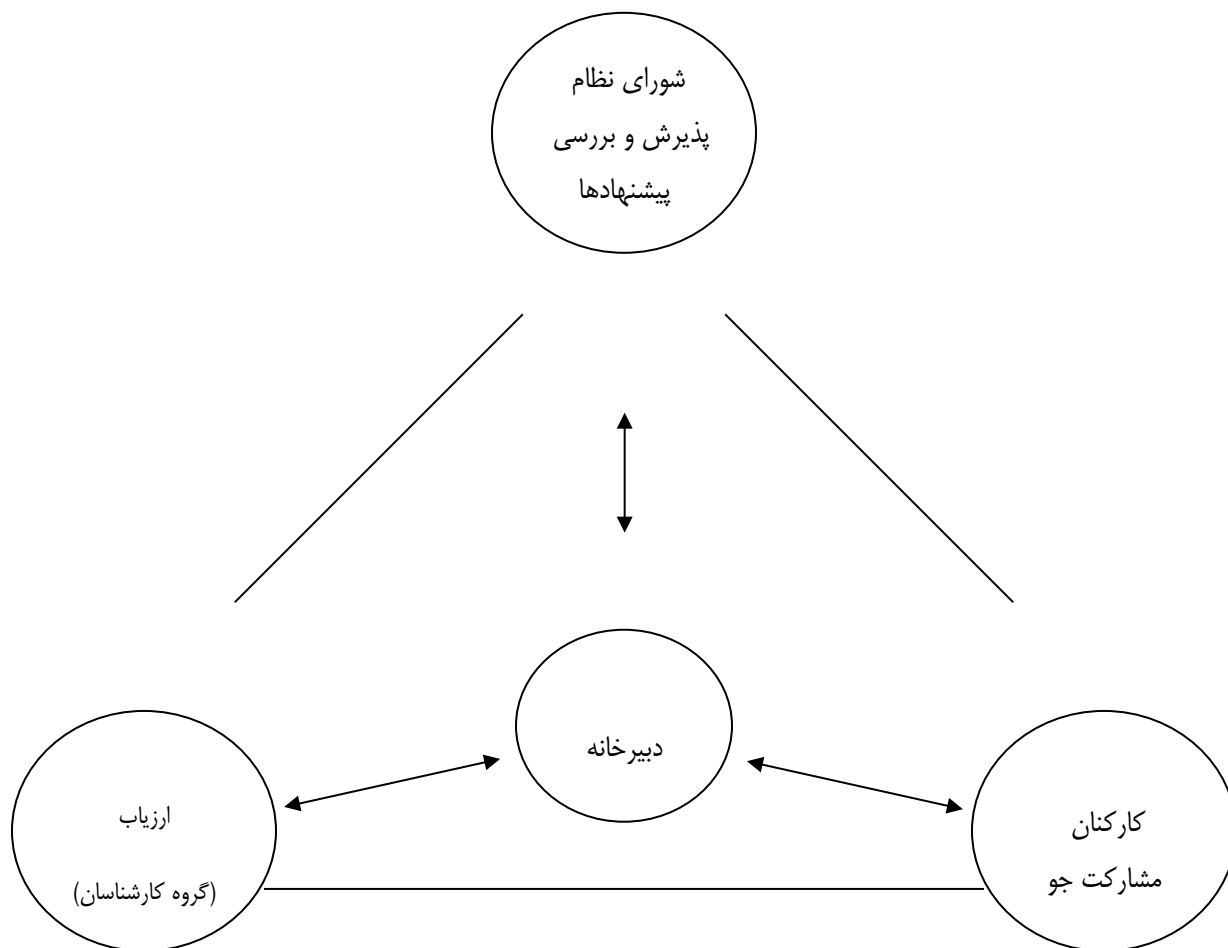 شورای نظام
پذیرش و بررسی
پیشنهادها
دبیرخانه
کارکنان
مشارکت جو
ارزیاب
(گروه کارشناسان)